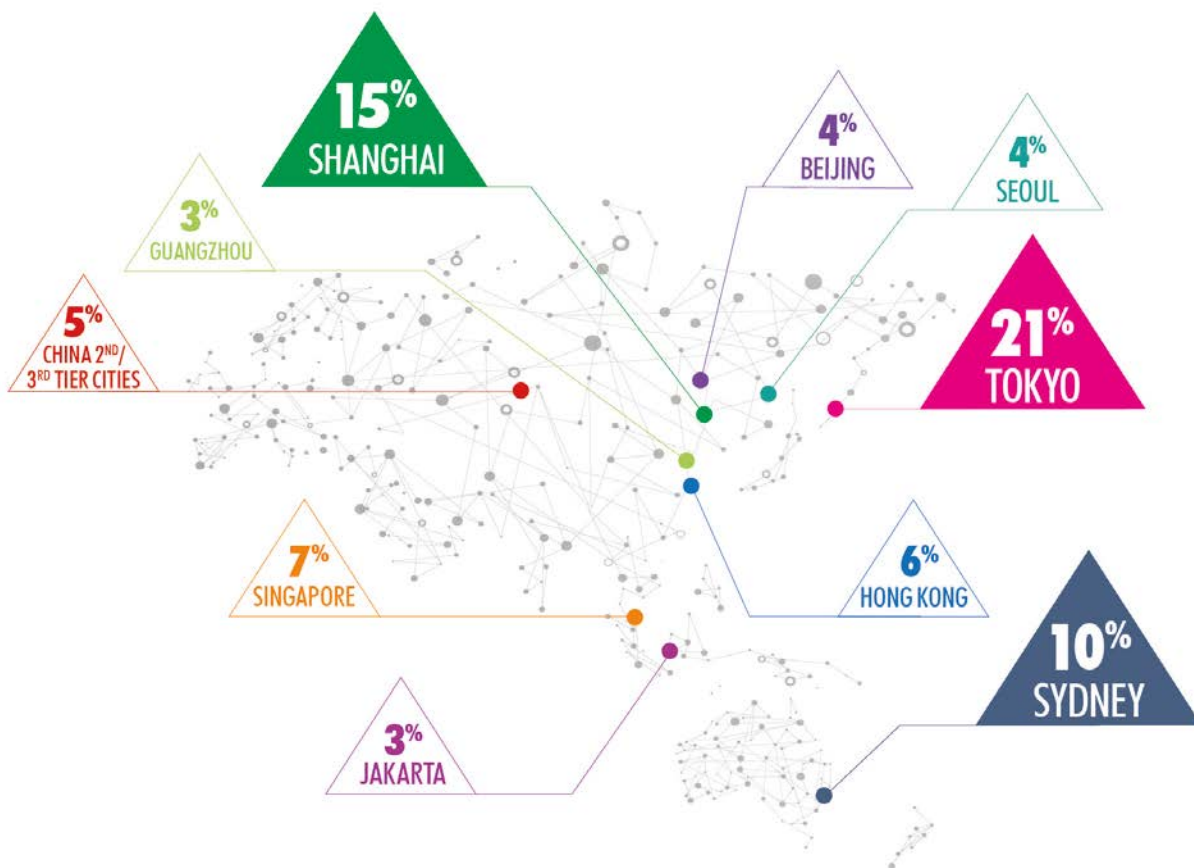 15%
SHANGHAI
4%
BEIJING
4%
SEOUL
3%
GUANGZHOU
5%
CHINA 2ND/
3RD TIER CITIES
21%
TOKYO
7%
SINGAPORE
6%
HONG KONG
10%
SYDNEY
3%
JAKARTA